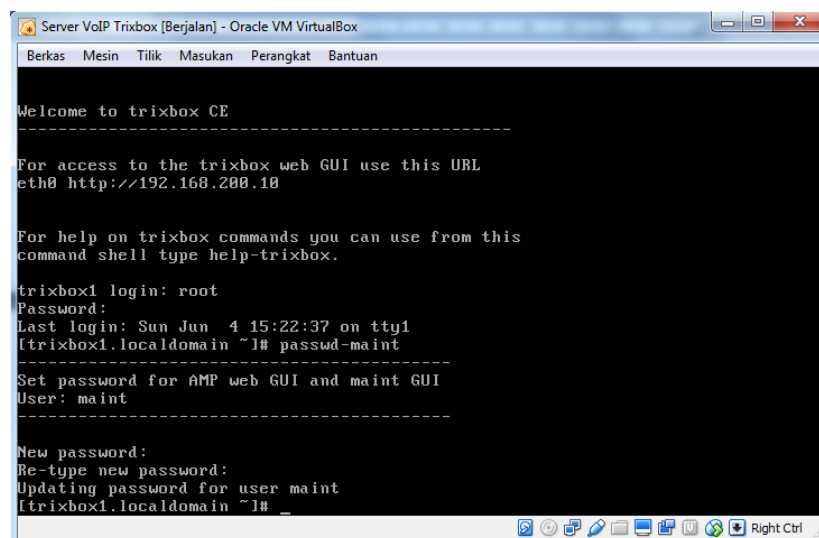 Server VoIP Trixbox [Berjalan] - Oracle VM VirtualBox
Berkas Mesin Tilik Masukan Perangkat Bantuan
Welcome to trixbox CE
-------------------------------------------------
For access to the trixbox web GUI use this URL
eth0 http://192.168.200.10
For help on trixbox commands you can use from this
command shell type help-trixbox.
trixbox1 login: root
Password:
Last login: Sun Jun  4 15:22:37 on tty1
[trixbox1.localdomain ~]# passwd-maint
-------------------------------------------
Set password for AMP web GUI and maint GUI
User: maint
-------------------------------------------
New password:
Re-type new password:
Updating password for user maint
[trixbox1.localdomain ~]# _
Right Ctrl